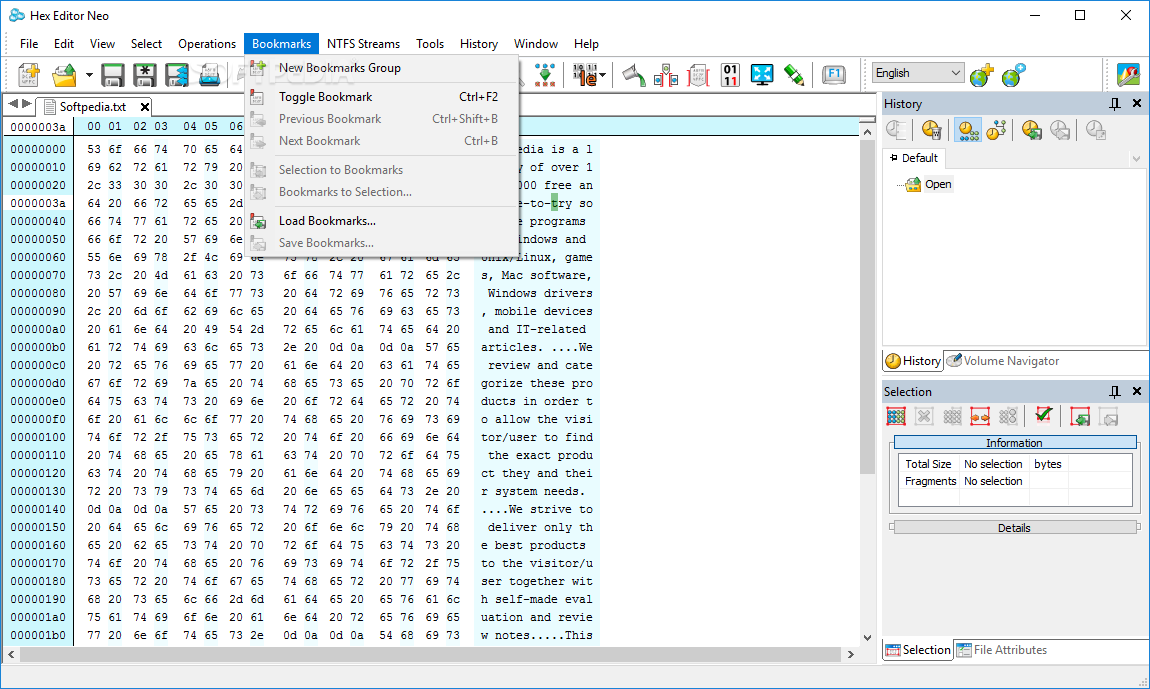 Hex Editor Neo
File Edit View Select Operations Bookmarks NTFS Streams Tools History Window Help
SOFTPEDIA
01
11
F1
English
New Bookmarks Group
Toggle Bookmark Ctrl+F2
Previous Bookmark Ctrl+Shift+B
Next Bookmark Ctrl+B
Selection to Bookmarks
Bookmarks to Selection...
Load Bookmarks...
Save Bookmarks...
Softpedia.txt
0000003a 00 01 02 03 04 05 06
00000000 53 6f 66 74 70 65 64 pedia is a l
00000010 69 62 72 61 72 79 20 y of over 1
00000020 2c 33 30 30 2c 30 30 000 free an
0000003a 64 20 66 72 65 65 2d e-to-try so
00000040 66 74 77 61 72 65 20 e programs
00000050 66 6f 72 20 57 69 6e indows and
00000060 55 6e 69 78 2f 4c 69 6e 75 78 2c 20 67 61 6d 65 Unix/Linux, game
00000070 73 2c 20 4d 61 63 20 73 6f 66 74 77 61 72 65 2c s, Mac software,
00000080 20 57 69 6e 64 6f 77 73 20 64 72 69 76 65 72 73 Windows drivers
00000090 2c 20 6d 6f 62 69 6c 65 20 64 65 76 69 63 65 73 , mobile devices
000000a0 20 61 6e 64 20 49 54 2d 72 65 6c 61 74 65 64 20 and IT-related
000000b0 61 72 74 69 63 6c 65 73 2e 20 0d 0a 0d 0a 57 65 articles. ....We
000000c0 20 72 65 76 69 65 77 20 61 6e 64 20 63 61 74 65 review and cate
000000d0 67 6f 72 69 7a 65 20 74 68 65 73 65 20 70 72 6f gorize these pro
000000e0 64 75 63 74 73 20 69 6e 20 6f 72 64 65 72 20 74 ducts in order t
000000f0 6f 20 61 6c 6c 6f 77 20 74 68 65 20 76 69 73 69 o allow the visi
00000100 74 6f 72 2f 75 73 65 72 20 74 6f 20 66 69 6e 64 tor/user to find
00000110 20 74 68 65 20 65 78 61 63 74 20 70 72 6f 64 75 the exact produ
00000120 63 74 20 74 68 65 79 20 61 6e 64 20 74 68 65 69 ct they and thei
00000130 72 20 73 79 73 74 65 6d 20 6e 65 65 64 73 2e 20 r system needs.
00000140 0d 0a 0d 0a 57 65 20 73 74 72 69 76 65 20 74 6f ....We strive to
00000150 20 64 65 6c 69 76 65 72 20 6f 6e 6c 79 20 74 68 deliver only th
00000160 65 20 62 65 73 74 20 70 72 6f 64 75 63 74 73 20 e best products
00000170 74 6f 20 74 68 65 20 76 69 73 69 74 6f 72 2f 75 to the visitor/u
00000180 73 65 72 20 74 6f 67 65 74 68 65 72 20 77 69 74 ser together wit
00000190 68 20 73 65 6c 66 2d 6d 61 64 65 20 65 76 61 6c h self-made eval
000001a0 75 61 74 69 6f 6e 20 61 6e 64 20 72 65 76 69 65 uation and revie
000001b0 77 20 6e 6f 74 65 73 2e 0d 0a 0d 0a 54 68 69 73 w notes.....This
History
Default
Open
History Volume Navigator
Selection
Information
Total Size No selection bytes
Fragments No selection
Details
Selection File Attributes